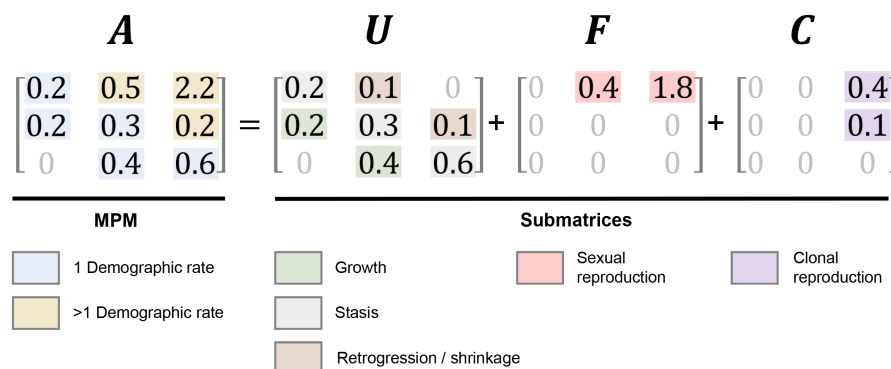 A U F C
0.2 0.5 2.2 0.2 0.1 0 0 0.4 1.8 0 0 0.4
0.2 0.3 0.2 = 0.2 0.3 0.1 + 0 0 0 + 0 0 0.1
0 0.4 0.6 0 0.4 0.6 0 0 0 0 0 0
MPM Submatrices
1 Demographic rate
>1 Demographic rate
Growth
Stasis
Retrogression / shrinkage
Sexual
reproduction
Clonal
reproduction